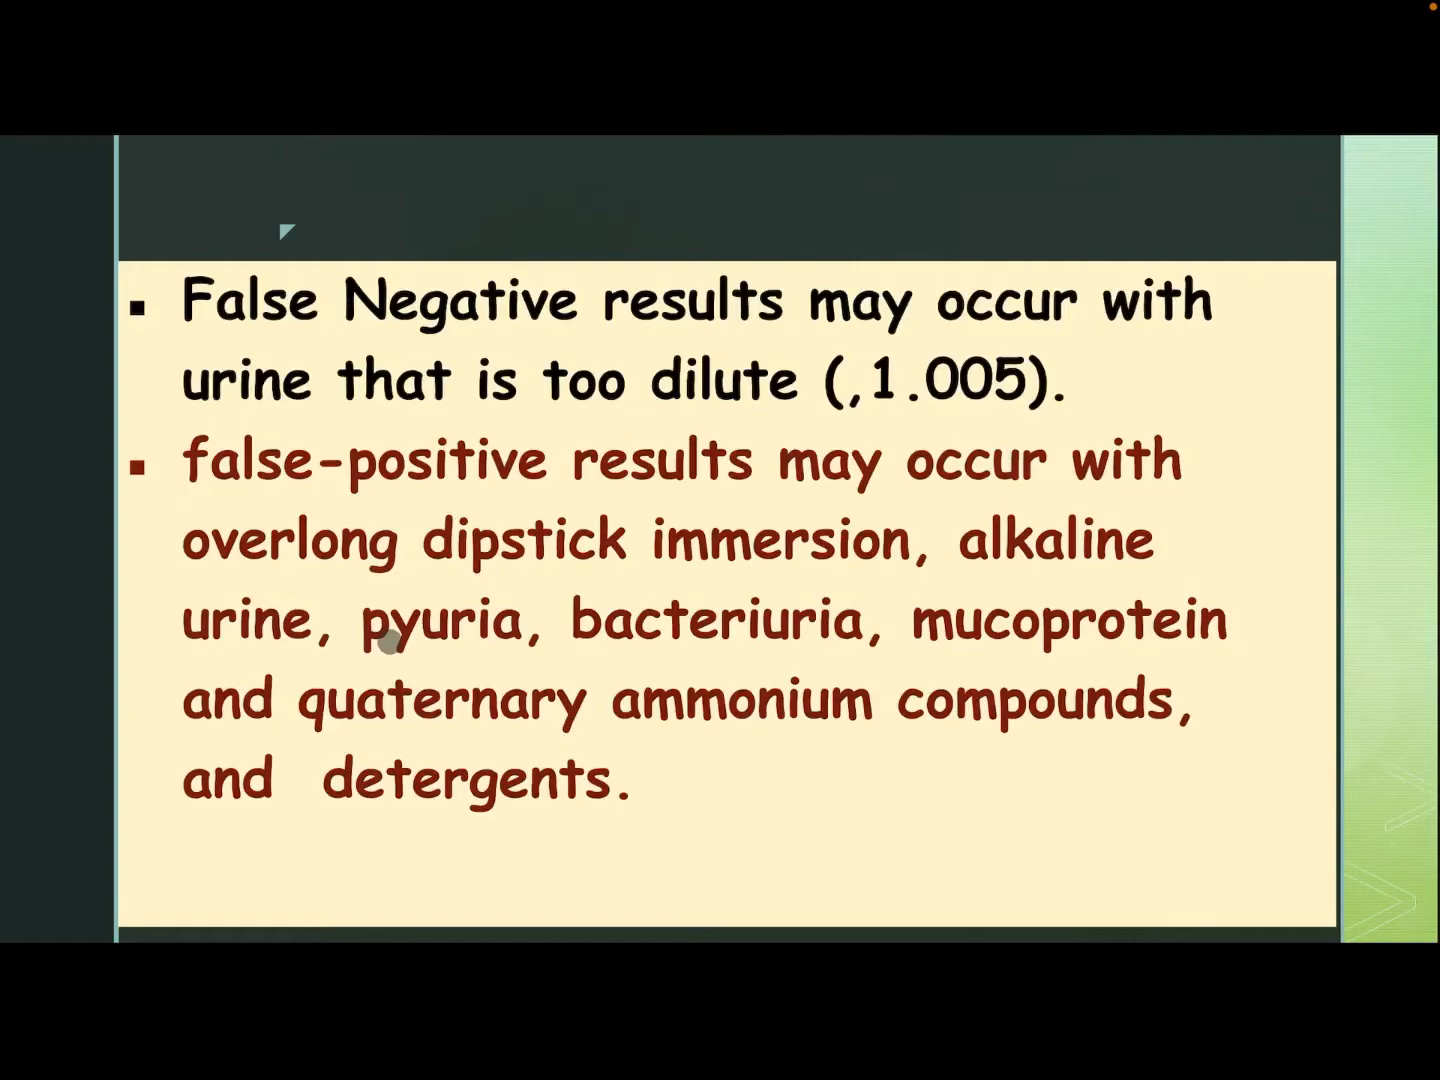 ▪ False Negative results may occur with
urine that is too dilute (,1.005).
▪ false-positive results may occur with
overlong dipstick immersion, alkaline
urine, pyuria, bacteriuria, mucoprotein
and quaternary ammonium compounds,
and detergents.